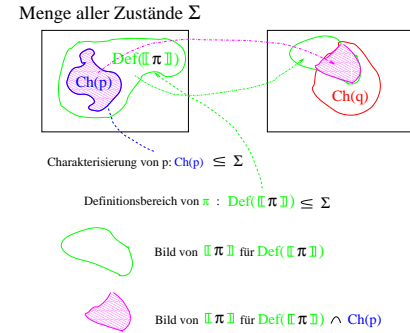 Menge aller Zustände Σ
Def(⟦π⟧)
Ch(p)
Ch(q)
Charakterisierung von p: Ch(p) ≤ Σ
Definitionsbereich von π : Def(⟦π⟧) ≤ Σ
Bild von ⟦π⟧ für Def(⟦π⟧)
Bild von ⟦π⟧ für Def(⟦π⟧) ∩ Ch(p)